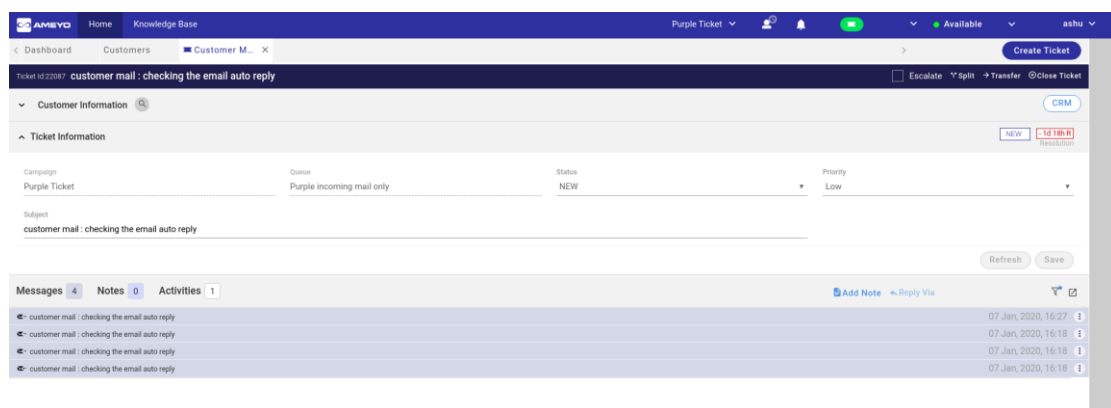 AMEYO Home Knowledge Base Purple Ticket Available ashu
Dashboard Customers Customer M... × Create Ticket
Ticket Id:22087 customer mail : checking the email auto reply Escalate Split Transfer Close Ticket
Customer Information CRM
Ticket Information NEW - 1d 18h R
Resolution
Campaign Queue Status Priority
Purple Ticket Purple incoming mail only NEW Low
Subject
customer mail : checking the email auto reply
Refresh Save
Messages 4 Notes 0 Activities 1 Add Note Reply Via
customer mail : checking the email auto reply 07 Jan, 2020, 16:27
customer mail : checking the email auto reply 07 Jan, 2020, 16:18
customer mail : checking the email auto reply 07 Jan, 2020, 16:18
customer mail : checking the email auto reply 07 Jan, 2020, 16:18